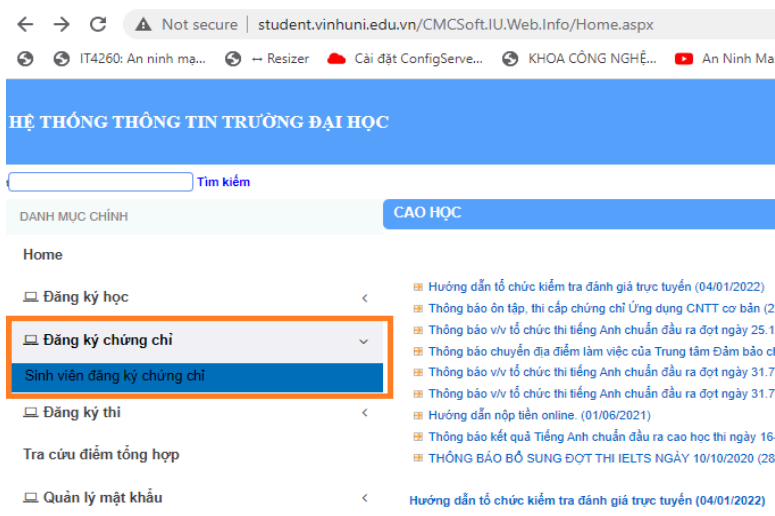 Not secure | student.vinhuni.edu.vn/CMCSoft.IU.Web.Info/Home.aspx
IT4260: An ninh mạ... ↔ Resizer Cài đặt ConfigServe... KHOA CÔNG NGHỆ... An Ninh Ma
HỆ THỐNG THÔNG TIN TRƯỜNG ĐẠI HỌC
Tìm kiếm
DANH MỤC CHÍNH
Home
Đăng ký học
Đăng ký chứng chỉ
Sinh viên đăng ký chứng chỉ
Đăng ký thi
Tra cứu điểm tổng hợp
Quản lý mật khẩu
CAO HỌC
Hướng dẫn tổ chức kiểm tra đánh giá trực tuyến (04/01/2022)
Thông báo ôn tập, thi cấp chứng chỉ Ứng dụng CNTT cơ bản (2
Thông báo v/v tổ chức thi tiếng Anh chuẩn đầu ra đợt ngày 25.1
Thông báo chuyển địa điểm làm việc của Trung tâm Đảm bảo ch
Thông báo v/v tổ chức thi tiếng Anh chuẩn đầu ra đợt ngày 31.7
Thông báo v/v tổ chức thi tiếng Anh chuẩn đầu ra đợt ngày 31.7
Hướng dẫn nộp tiền online. (01/06/2021)
Thông báo kết quả Tiếng Anh chuẩn đầu ra cao học thi ngày 16-
THÔNG BÁO BỔ SUNG ĐỢT THI IELTS NGÀY 10/10/2020 (28
Hướng dẫn tổ chức kiểm tra đánh giá trực tuyến (04/01/2022)